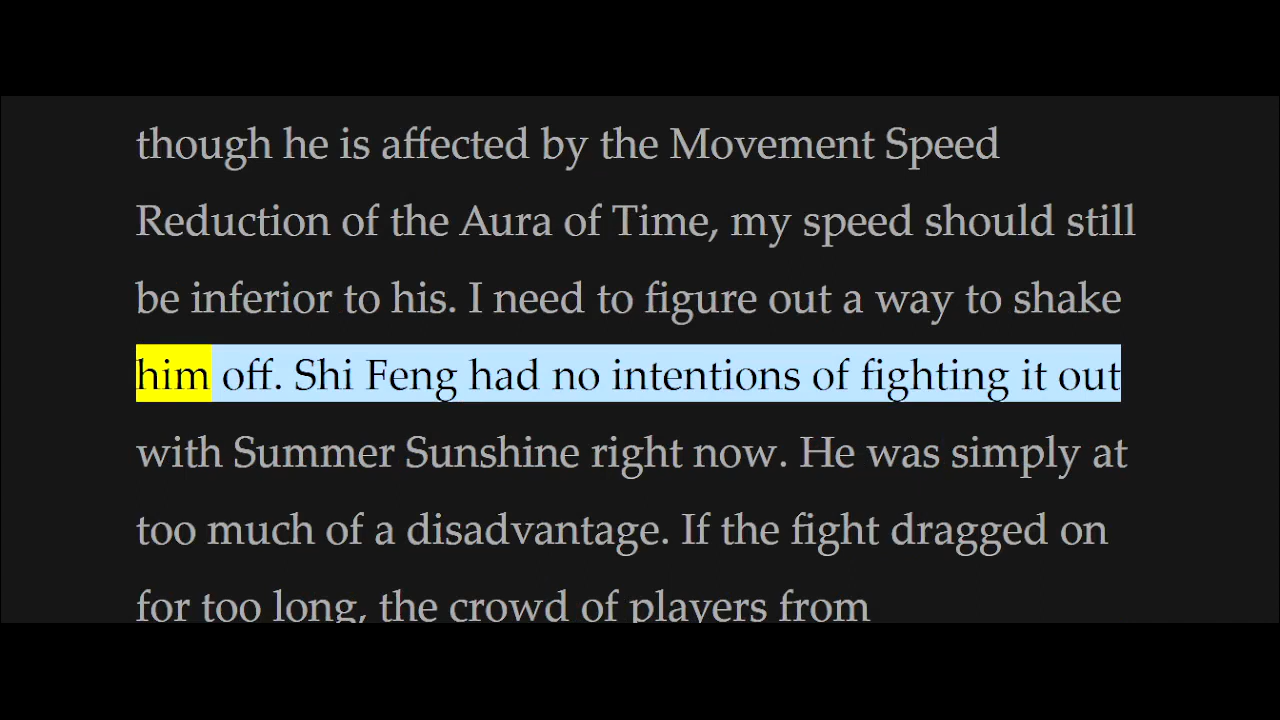 though he is affected by the Movement Speed
Reduction of the Aura of Time, my speed should still
be inferior to his. I need to figure out a way to shake
him off. Shi Feng had no intentions of fighting it out
with Summer Sunshine right now. He was simply at
too much of a disadvantage. If the fight dragged on
for too long, the crowd of players from